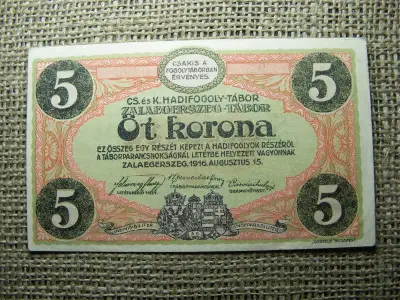 CSAKIS A
FOGOLYTÁBORBAN
ÉRVÉNYES.
5 5
CS. ÉS K. HADIFOGOLY-TÁBOR
ZALAEGERSZEG-TÁBOR
Öt korona
EZ ÖSSZEG EGY RÉSZÉT KÉPEZI A HADIFOGLYOK RÉSZÉRŐL
A TÁBORPARANCSNOKSÁGNÁL LETÉTBE HELYEZETT VAGYONNAK
ZALAEGERSZEG, 1916. AUGUSZTUS 15.
5 5